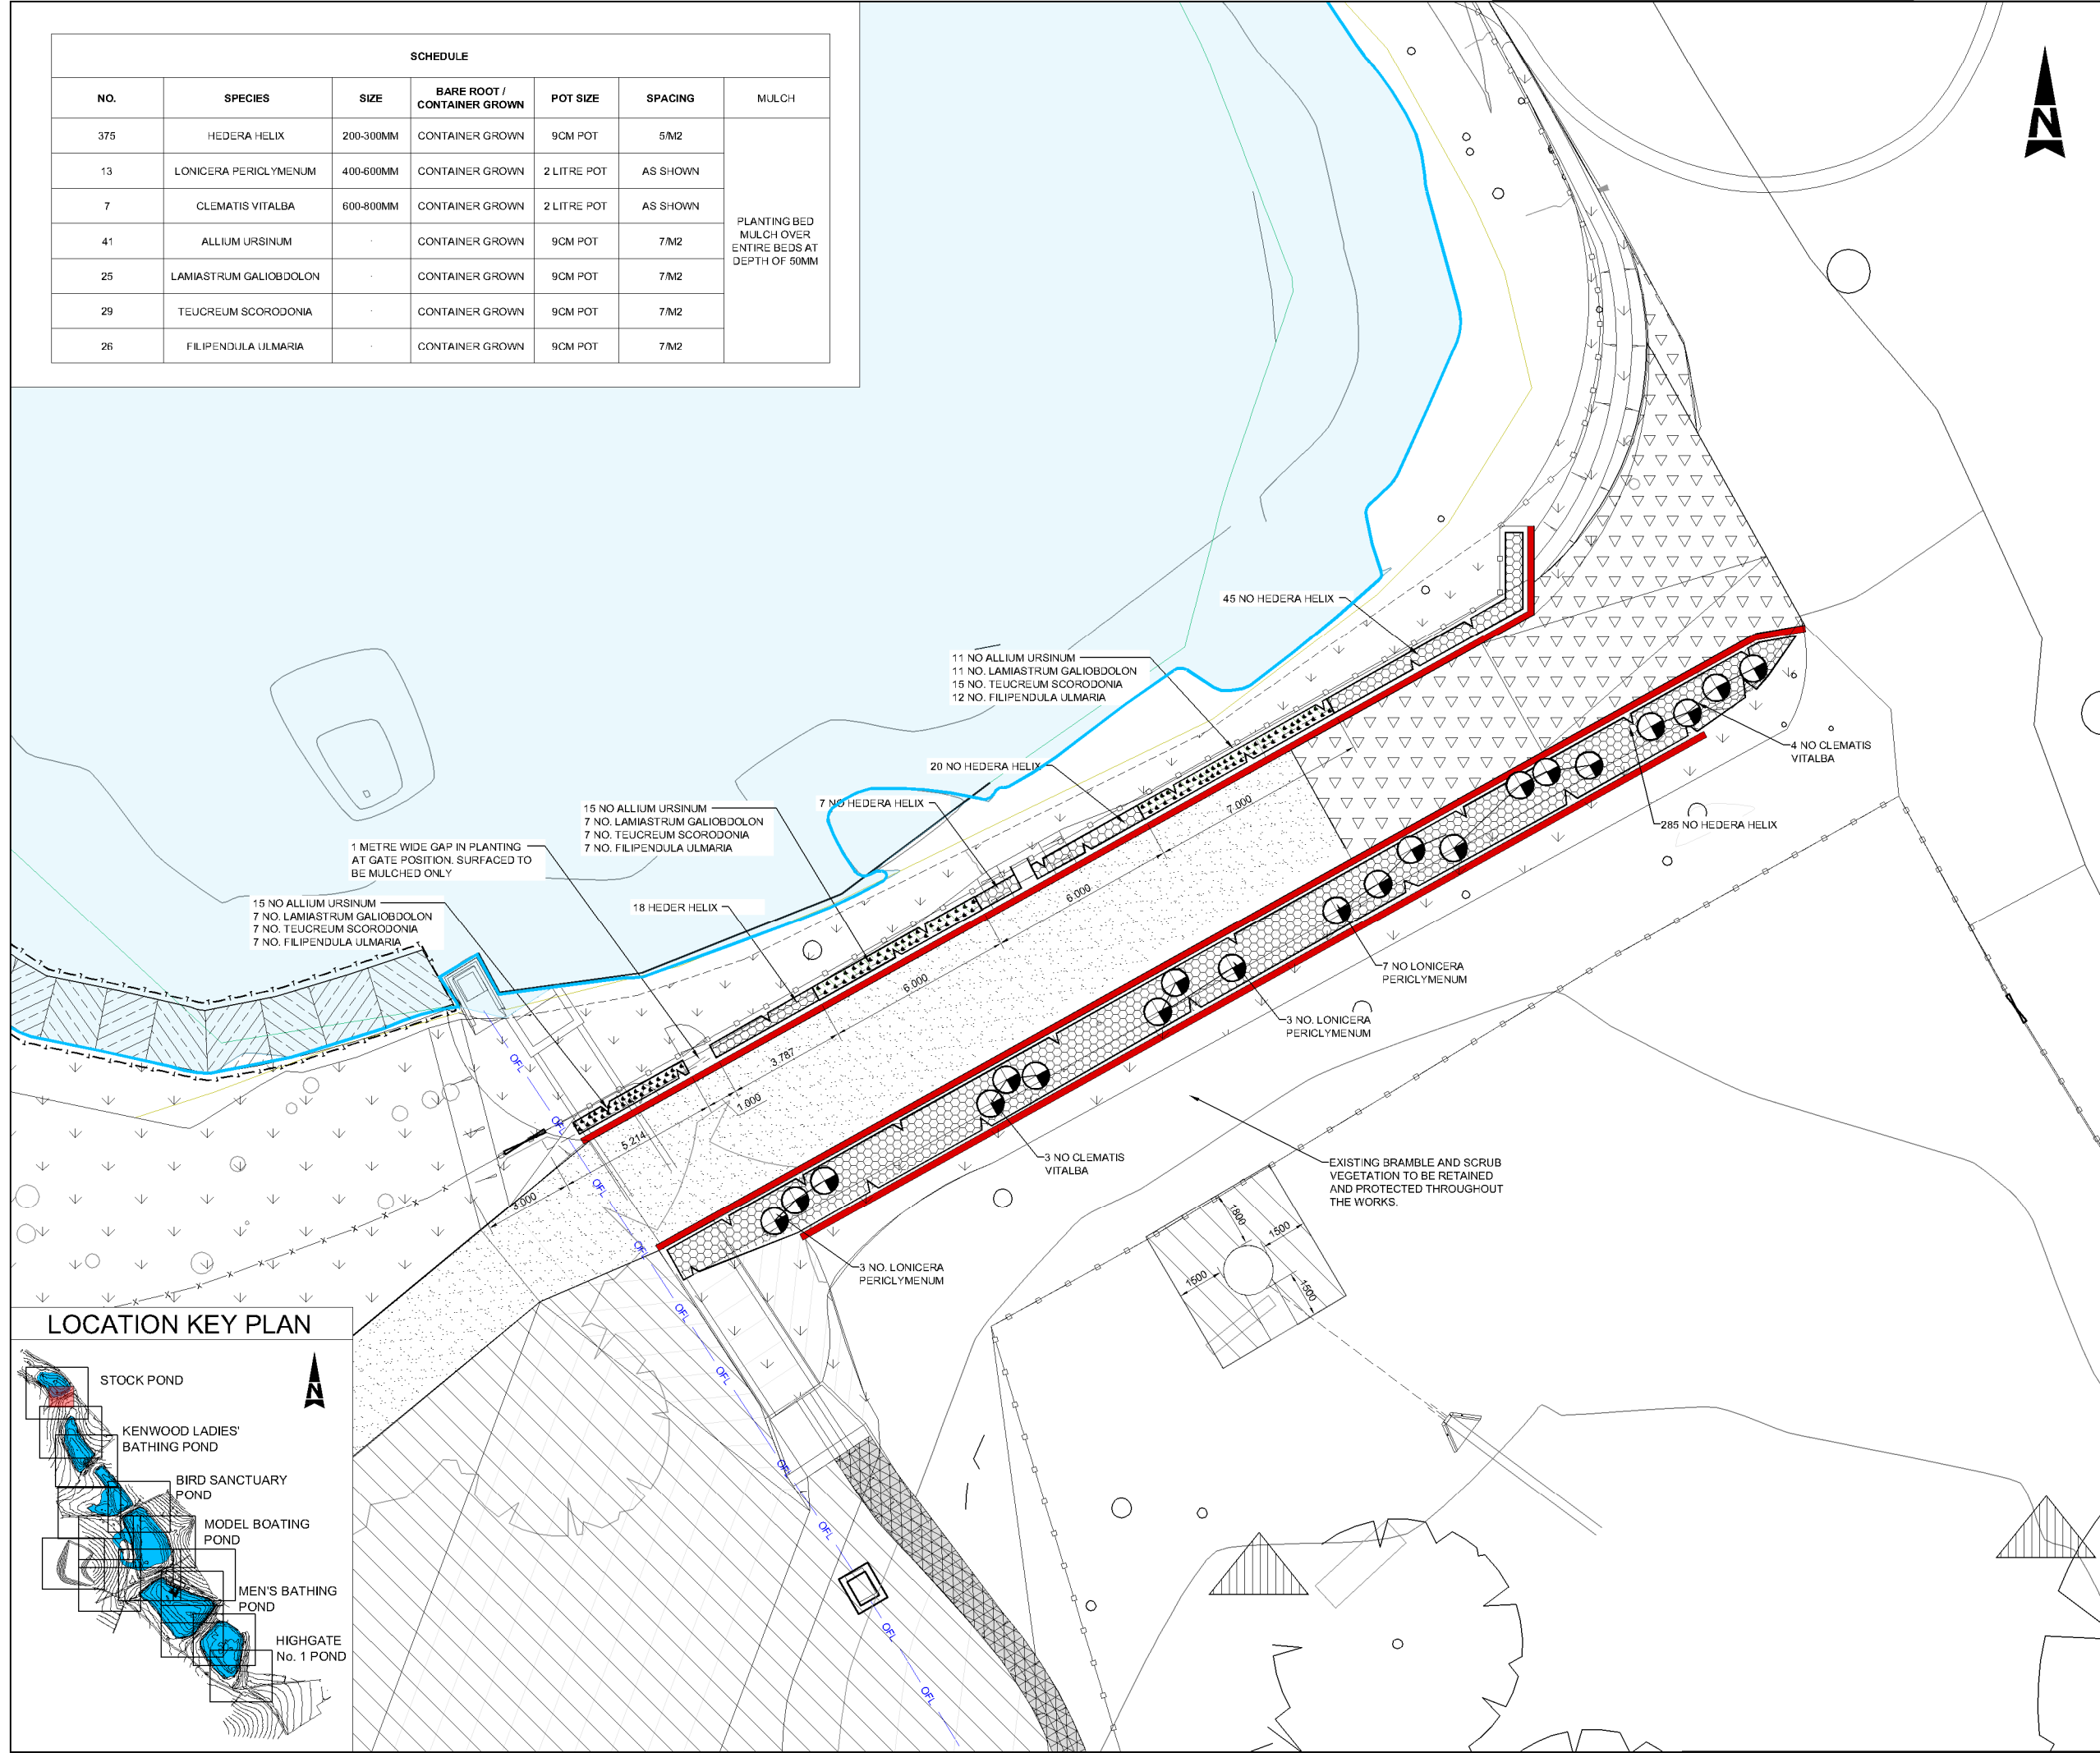 SCHEDULE
NO. SPECIES SIZE BARE ROOT / CONTAINER GROWN POT SIZE SPACING MULCH
375 HEDERA HELIX 200-300MM CONTAINER GROWN 9CM POT 5/M2
13 LONICERA PERICLYMENUM 400-600MM CONTAINER GROWN 2 LITRE POT AS SHOWN
7 CLEMATIS VITALBA 600-800MM CONTAINER GROWN 2 LITRE POT AS SHOWN
41 ALLIUM URSINUM - CONTAINER GROWN 9CM POT 7/M2
25 LAMIASTRUM GALIOBDOLON - CONTAINER GROWN 9CM POT 7/M2
29 TEUCREUM SCORODONIA - CONTAINER GROWN 9CM POT 7/M2
26 FILIPENDULA ULMARIA - CONTAINER GROWN 9CM POT 7/M2
PLANTING BED
MULCH OVER
ENTIRE BEDS AT
DEPTH OF 50MM
N
45 NO HEDERA HELIX
11 NO ALLIUM URSINUM
11 NO. LAMIASTRUM GALIOBDOLON
15 NO. TEUCREUM SCORODONIA
12 NO. FILIPENDULA ULMARIA
20 NO HEDERA HELIX
7 NO HEDERA HELIX
15 NO ALLIUM URSINUM
7 NO. LAMIASTRUM GALIOBDOLON
7 NO. TEUCREUM SCORODONIA
7 NO. FILIPENDULA ULMARIA
1 METRE WIDE GAP IN PLANTING
AT GATE POSITION. SURFACED TO
BE MULCHED ONLY
18 HEDER HELIX
15 NO ALLIUM URSINUM
7 NO. LAMIASTRUM GALIOBDOLON
7 NO. TEUCREUM SCORODONIA
7 NO. FILIPENDULA ULMARIA
4 NO CLEMATIS
VITALBA
285 NO HEDERA HELIX
7 NO LONICERA
PERICLYMENUM
3 NO. LONICERA
PERICLYMENUM
3 NO CLEMATIS
VITALBA
3 NO. LONICERA
PERICLYMENUM
EXISTING BRAMBLE AND SCRUB
VEGETATION TO BE RETAINED
AND PROTECTED THROUGHOUT
THE WORKS.
7.000
6.000
6.000
3.787
1.000
5.214
3.000
1800
1500
1500
1500
OFL
OFL
OFL
OFL
OFL
OFL
OFL
OFL
OFL
OFL
LOCATION KEY PLAN
N
STOCK POND
KENWOOD LADIES'
BATHING POND
BIRD SANCTUARY
POND
MODEL BOATING
POND
MEN'S BATHING
POND
HIGHGATE
No. 1 POND